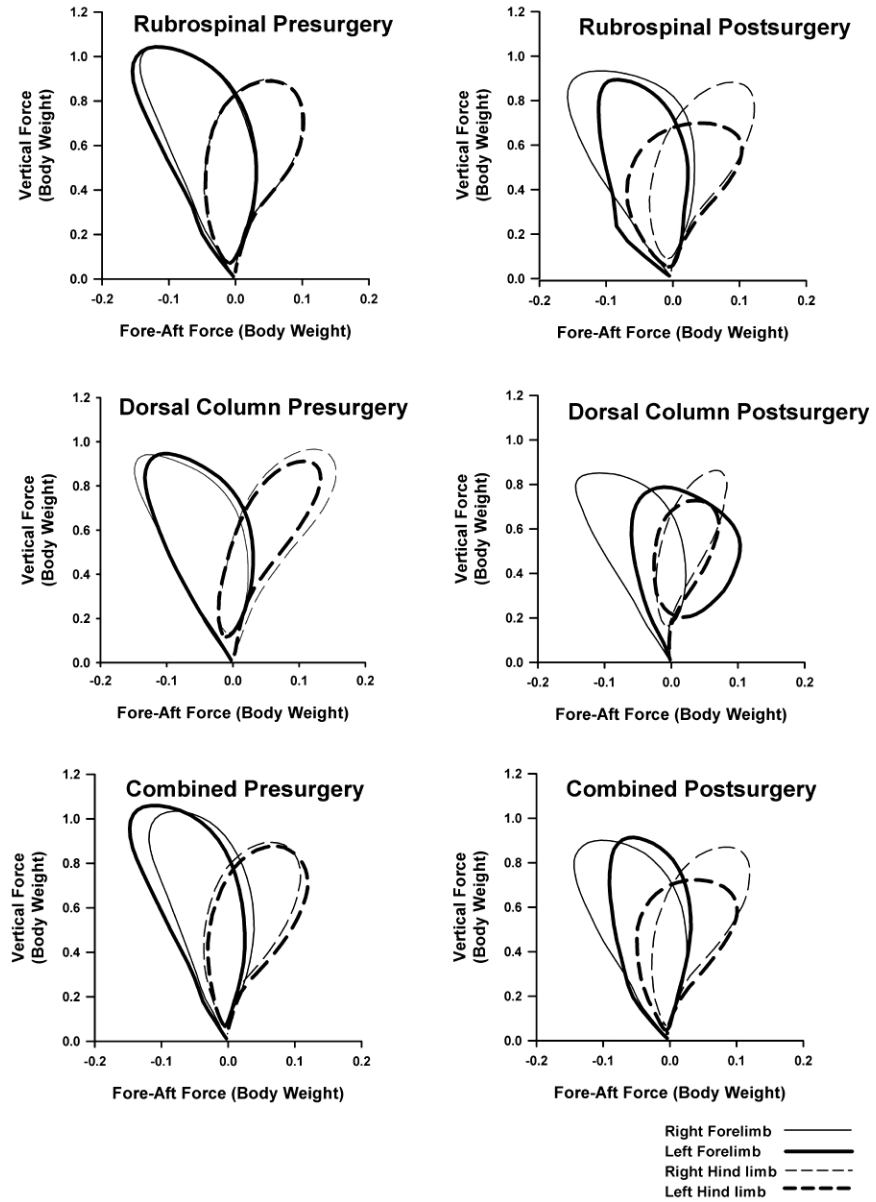 Rubrospinal Presurgery
1.2
1.0
0.8
0.6
0.4
0.2
0.0
Vertical Force
(Body Weight)
-0.2 -0.1 0.0 0.1 0.2
Fore-Aft Force (Body Weight)
Rubrospinal Postsurgery
1.2
1.0
0.8
0.6
0.4
0.2
0.0
Vertical Force
(Body Weight)
-0.2 -0.1 0.0 0.1 0.2
Fore-Aft Force (Body Weight)
Dorsal Column Presurgery
1.2
1.0
0.8
0.6
0.4
0.2
0.0
Vertical Force
(Body Weight)
-0.2 -0.1 0.0 0.1 0.2
Fore-Aft Force (Body Weight)
Dorsal Column Postsurgery
1.2
1.0
0.8
0.6
0.4
0.2
0.0
Vertical Force
(Body Weight)
-0.2 -0.1 0.0 0.1 0.2
Fore-Aft Force (Body Weight)
Combined Presurgery
1.2
1.0
0.8
0.6
0.4
0.2
0.0
Vertical Force
(Body Weight)
-0.2 -0.1 0.0 0.1 0.2
Fore-Aft Force (Body Weight)
Combined Postsurgery
1.2
1.0
0.8
0.6
0.4
0.2
0.0
Vertical Force
(Body Weight)
-0.2 -0.1 0.0 0.1 0.2
Fore-Aft Force (Body Weight)
Right Forelimb
Left Forelimb
Right Hind limb
Left Hind limb